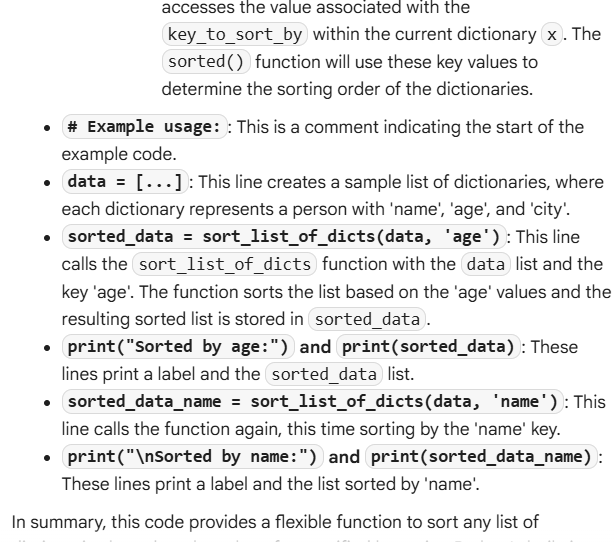 accesses the value associated with the
key_to_sort_by within the current dictionary x. The
sorted() function will use these key values to
determine the sorting order of the dictionaries.
• # Example usage:: This is a comment indicating the start of the
example code.
• data = [...]: This line creates a sample list of dictionaries, where
each dictionary represents a person with 'name', 'age', and 'city'.
• sorted_data = sort_list_of_dicts(data, 'age'): This line
calls the sort_list_of_dicts function with the data list and the
key 'age'. The function sorts the list based on the 'age' values and the
resulting sorted list is stored in sorted_data.
• print("Sorted by age:") and print(sorted_data): These
lines print a label and the sorted_data list.
• sorted_data_name = sort_list_of_dicts(data, 'name'): This
line calls the function again, this time sorting by the 'name' key.
• print("\nSorted by name:") and print(sorted_data_name):
These lines print a label and the list sorted by 'name'.
In summary, this code provides a flexible function to sort any list of